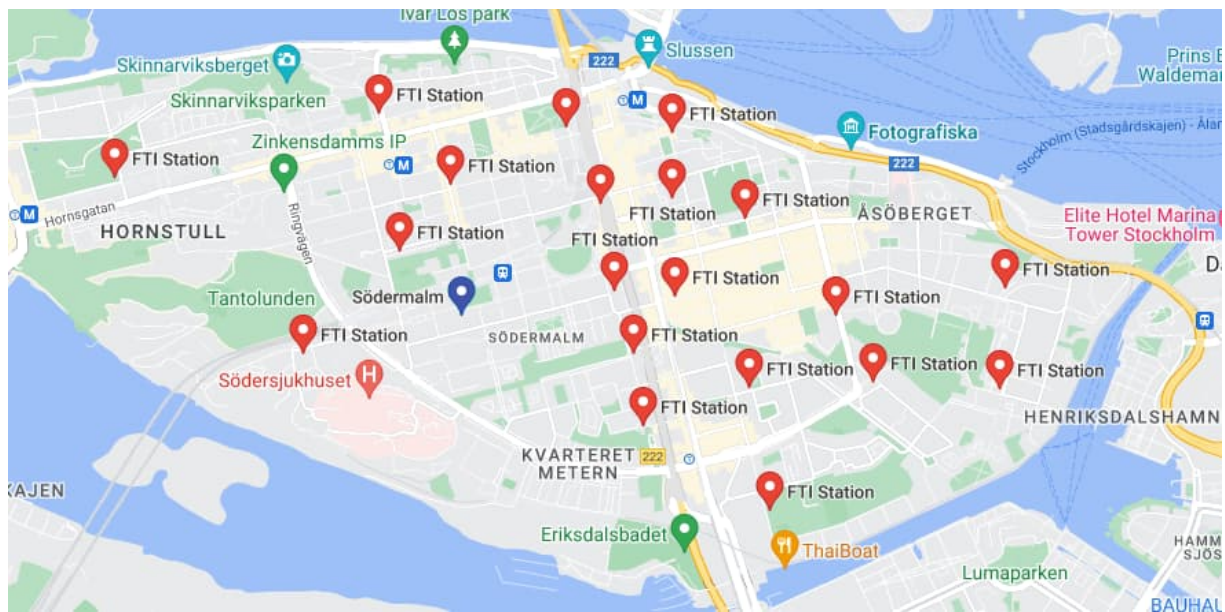 Ivar Los park
222
Slussen
Prins E
Waldemar
Skinnarviksberget
FTI Station
M
FTI Station
Skinnarviksparken
Fotografiska
Stockholm (Stadsgårdskajen) - Ålan
Zinkensdamms IP
222
FTI Station
M
FTI Station
M
Hornsgatan
FTI Station
FTI Station
ÅSÖBERGET
Elite Hotel Marina
Tower Stockholm
HORNSTULL
Ringvägen
FTI Station
FTI Station
FTI Station
FTI Station
Tantolunden
Södermalm
FTI Station
FTI Station
SÖDERMALM
FTI Station
FTI Station
FTI Station
FTI Station
Södersjukhuset
H
FTI Station
HENRIKSDALSHAMN
KVARTERET
METERN
222
KAJEN
FTI Station
Eriksdalsbadet
ThaiBoat
HAMM
SJÖS
Lumaparken
BAUHAU